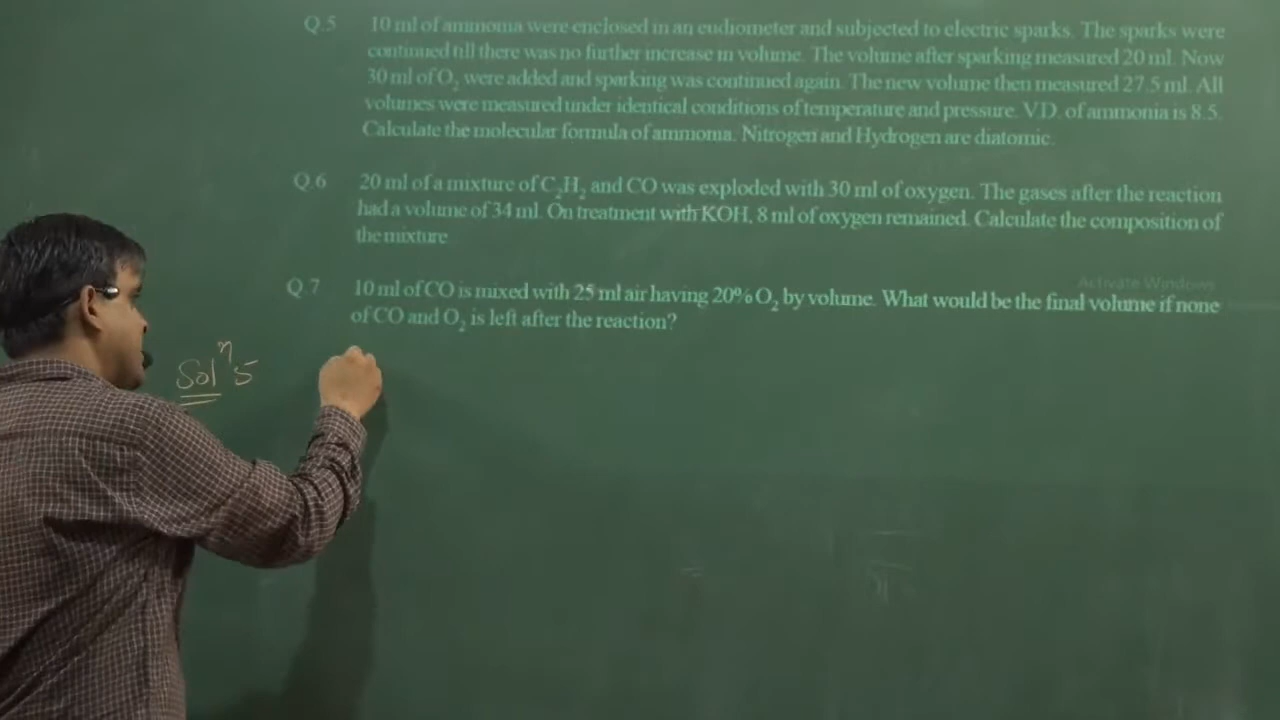 Q.5 10 ml of ammonia were enclosed in an eudiometer and subjected to electric sparks. The sparks were
continued till there was no further increase in volume. The volume after sparking measured 20 ml. Now
30 ml of O₂ were added and sparking was continued again. The new volume then measured 27.5 ml. All
volumes were measured under identical conditions of temperature and pressure. V.D. of ammonia is 8.5.
Calculate the molecular formula of ammonia. Nitrogen and Hydrogen are diatomic.
Q.6 20 ml of a mixture of C₂H₂ and CO was exploded with 30 ml of oxygen. The gases after the reaction
had a volume of 34 ml. On treatment with KOH, 8 ml of oxygen remained. Calculate the composition of
the mixture
Activate Windows
Q.7 10 ml of CO is mixed with 25 ml air having 20% O₂ by volume. What would be the final volume if none
of CO and O₂ is left after the reaction?
Solⁿ 5